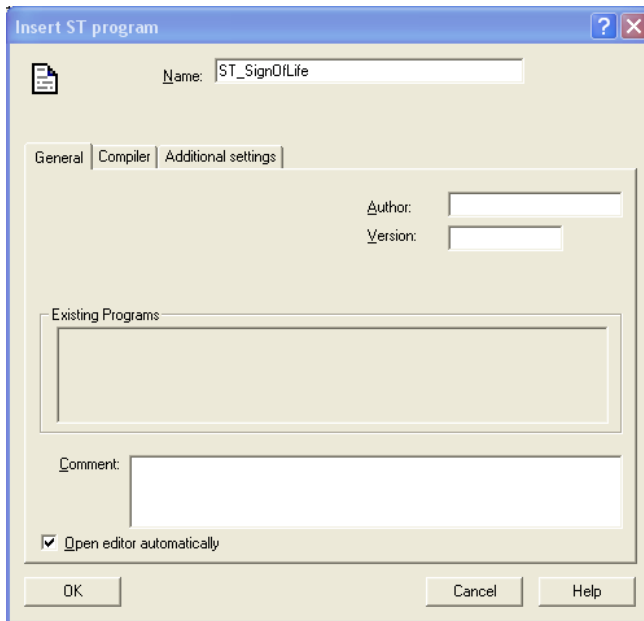 Insert ST program
Name: ST_SignOfLife
General Compiler Additional settings
Author:
Version:
Existing Programs
Comment:
Open editor automatically
OK Cancel Help